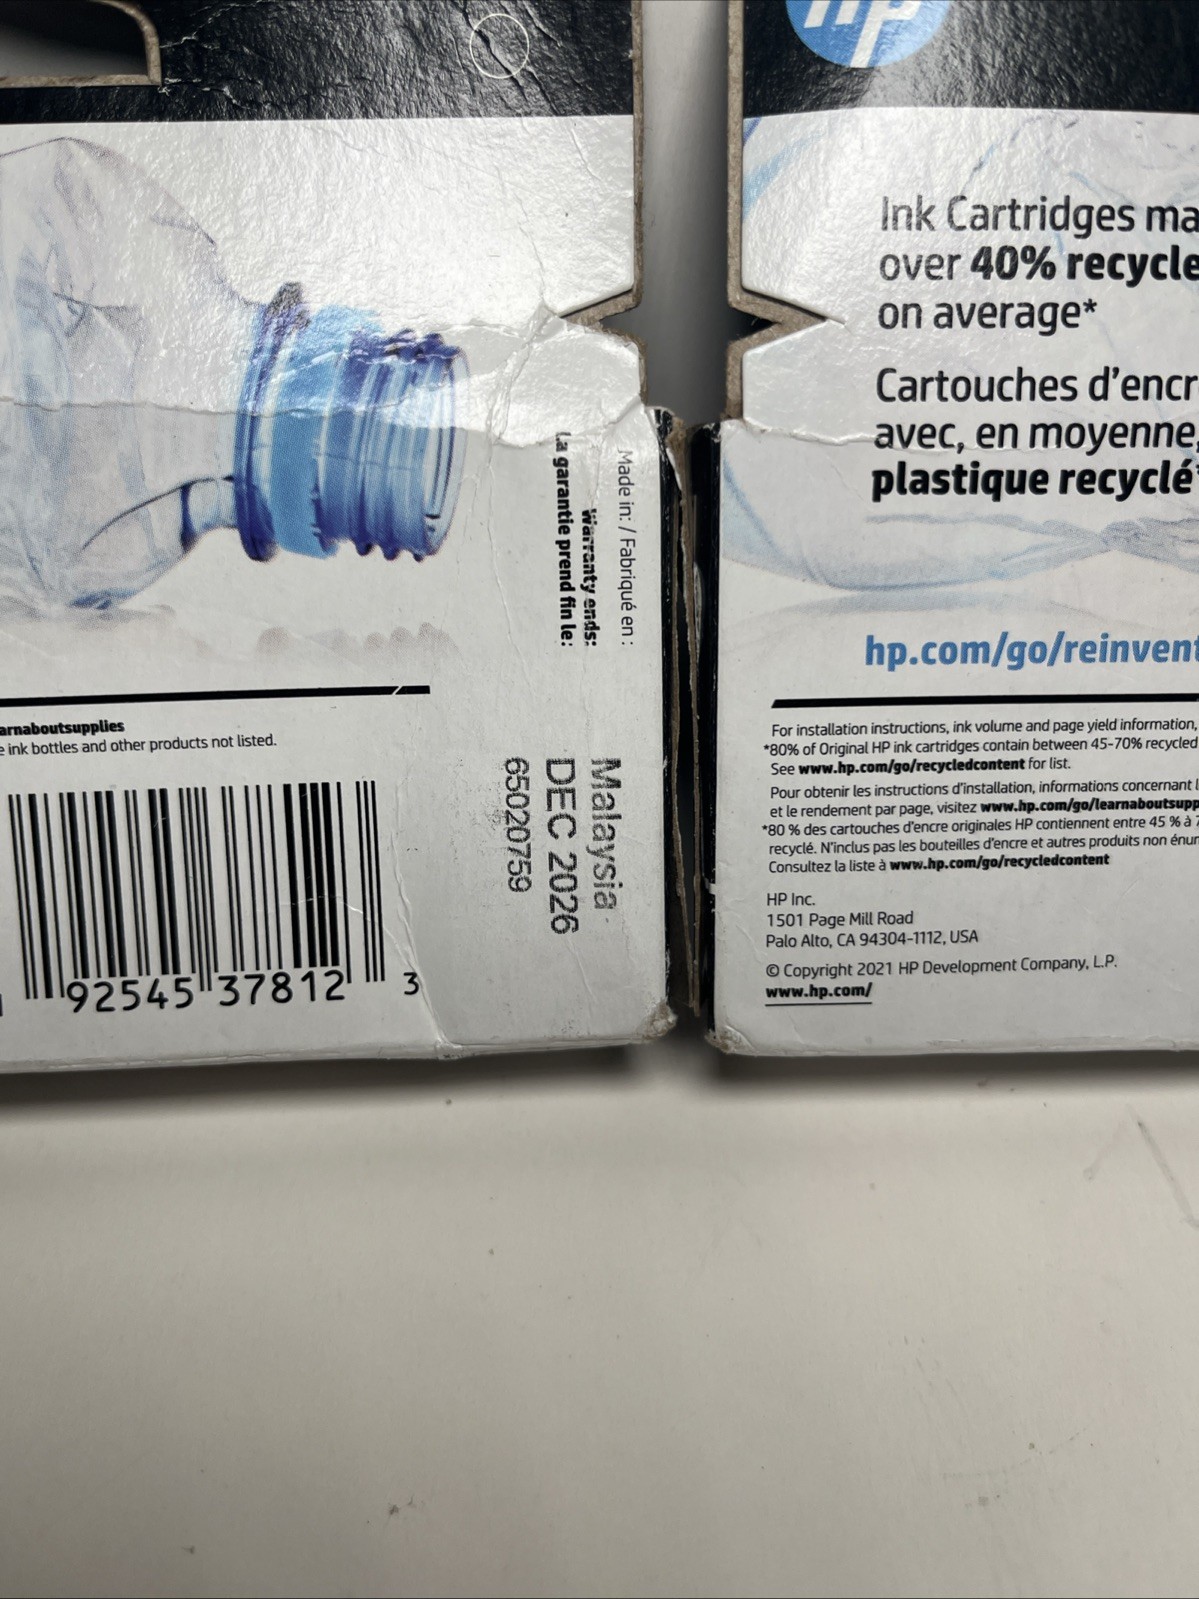 arnaboutsupplies
e ink bottles and other products not listed.
92545 37812 3
Made in: / Fabriqué en :
Warranty ends:
La garantie prend fin le:
Malaysia
DEC 2026
65020759
hp
Ink Cartridges ma
over 40% recycle
on average*
Cartouches d'encr
avec, en moyenne,
plastique recyclé*
hp.com/go/reinvent
For installation instructions, ink volume and page yield information,
*80% of Original HP ink cartridges contain between 45-70% recycled
See www.hp.com/go/recycledcontent for list.
Pour obtenir les instructions d'installation, informations concernant l
et le rendement par page, visitez www.hp.com/go/learnaboutsupp
*80 % des cartouches d'encre originales HP contiennent entre 45 % à 7
recyclé. N'inclus pas les bouteilles d'encre et autres produits non énu
Consultez la liste à www.hp.com/go/recycledcontent
HP Inc.
1501 Page Mill Road
Palo Alto, CA 94304-1112, USA
© Copyright 2021 HP Development Company, L.P.
www.hp.com/